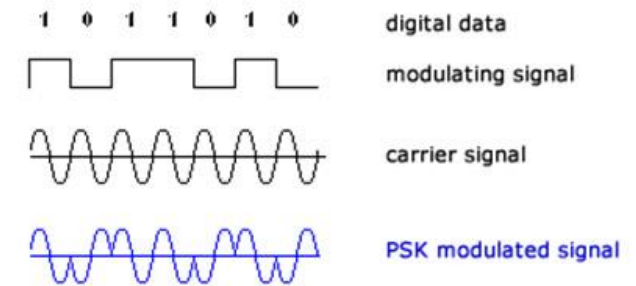 1 0 1 1 0 1 0 digital data
modulating signal
carrier signal
PSK modulated signal